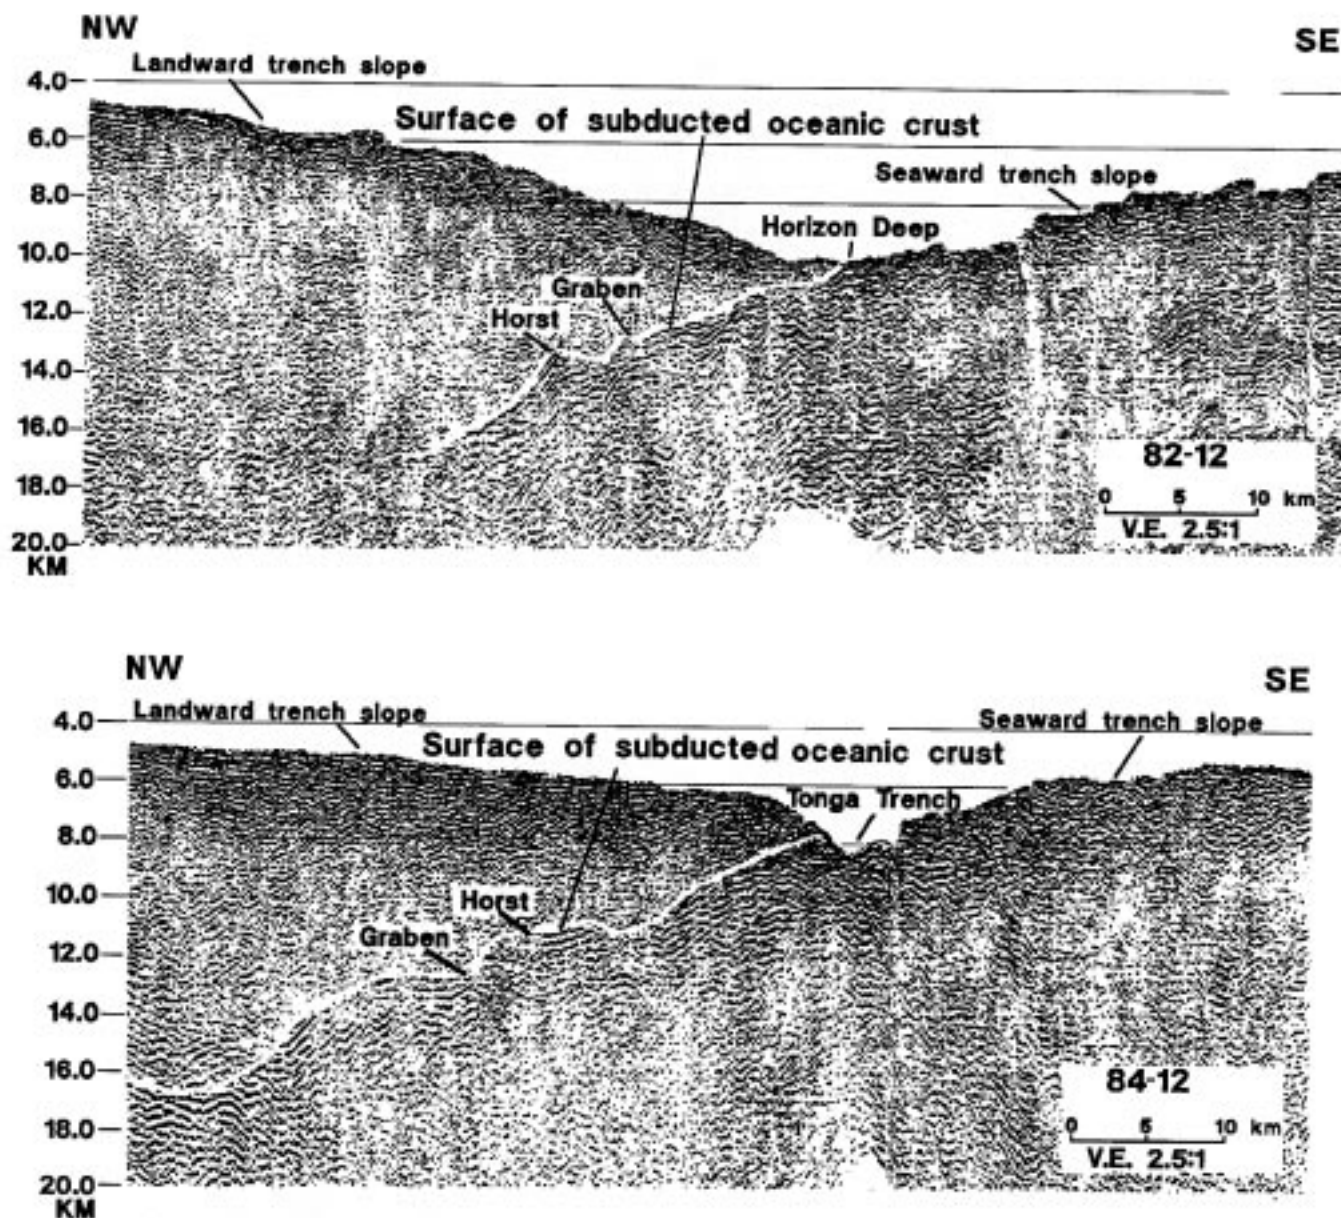 NW
SE
Landward trench slope
4.0
Surface of subducted oceanic crust
6.0
Seaward trench slope
8.0
Horizon Deep
10.0
Graben
12.0
Horst
14.0
16.0
82-12
18.0
0 5 10 km
V.E. 2.5:1
20.0
KM
NW
SE
Landward trench slope
Seaward trench slope
4.0
Surface of subducted oceanic crust
6.0
Tonga Trench
8.0
10.0
Horst
Graben
12.0
14.0
16.0
84-12
0 5 10 km
18.0
V.E. 2.5:1
20.0
KM